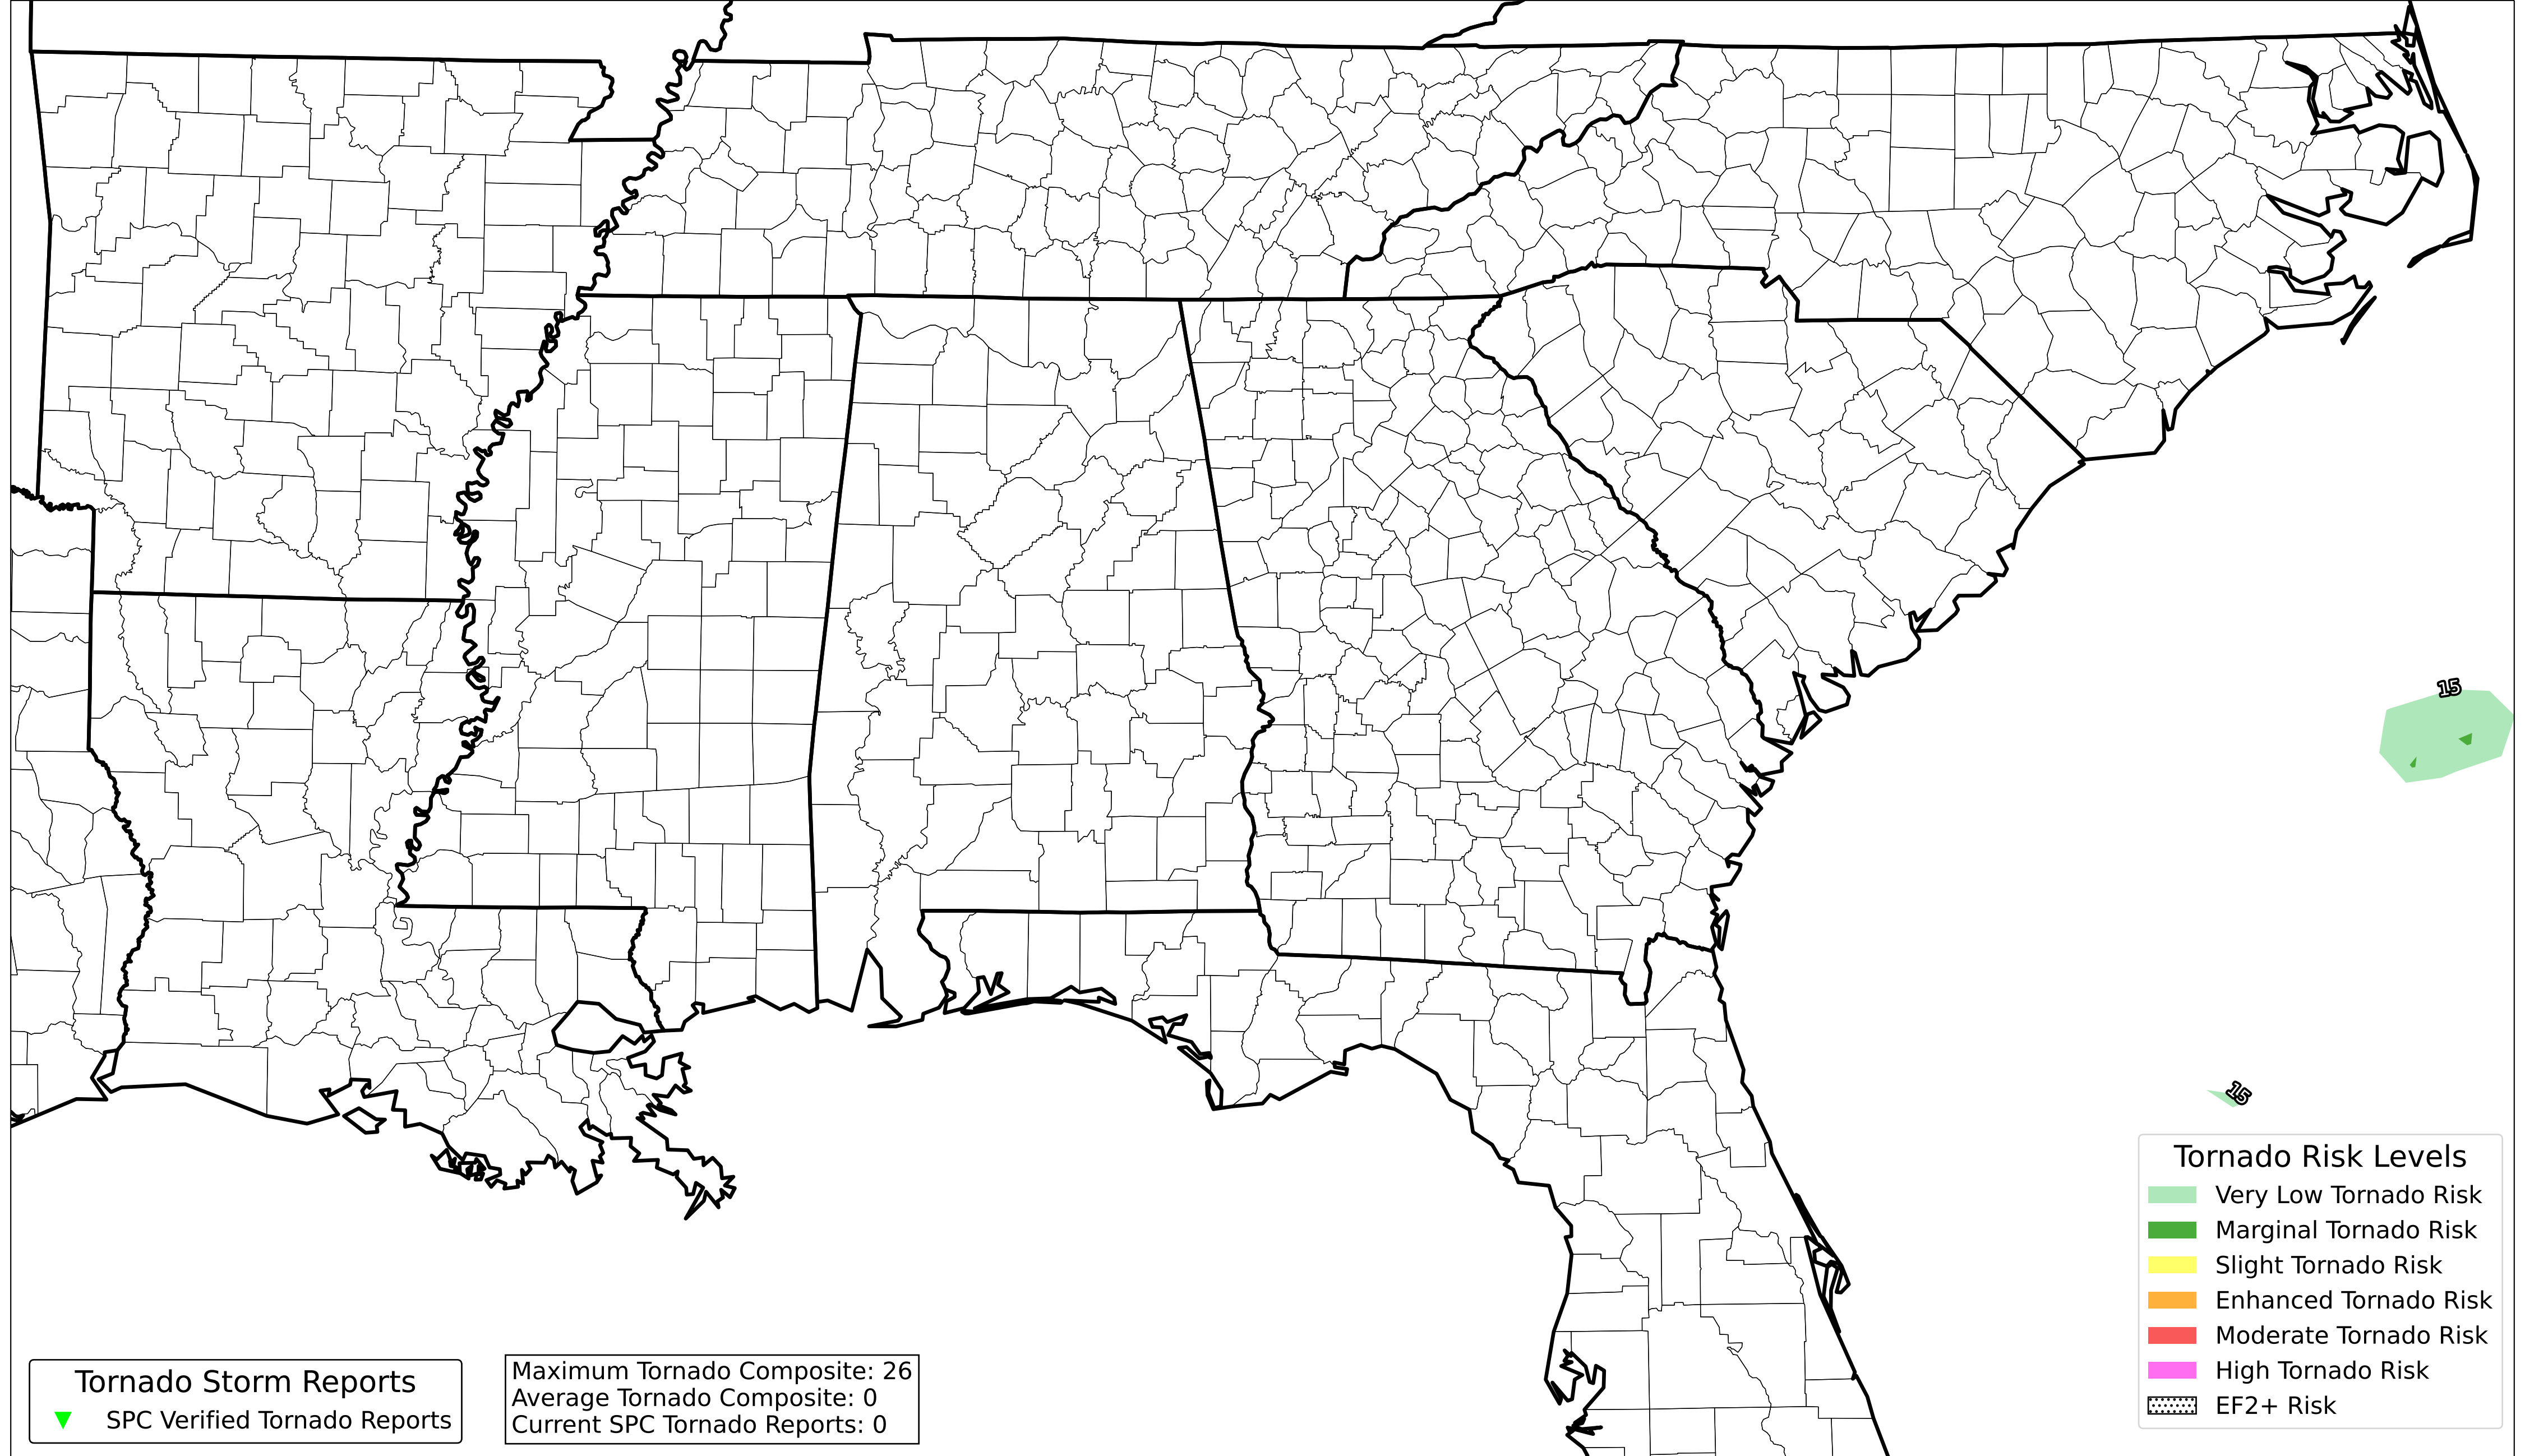 15
15
Tornado Risk Levels
Very Low Tornado Risk
Marginal Tornado Risk
Slight Tornado Risk
Enhanced Tornado Risk
Moderate Tornado Risk
High Tornado Risk
EF2+ Risk
Tornado Storm Reports
SPC Verified Tornado Reports
Maximum Tornado Composite: 26
Average Tornado Composite: 0
Current SPC Tornado Reports: 0